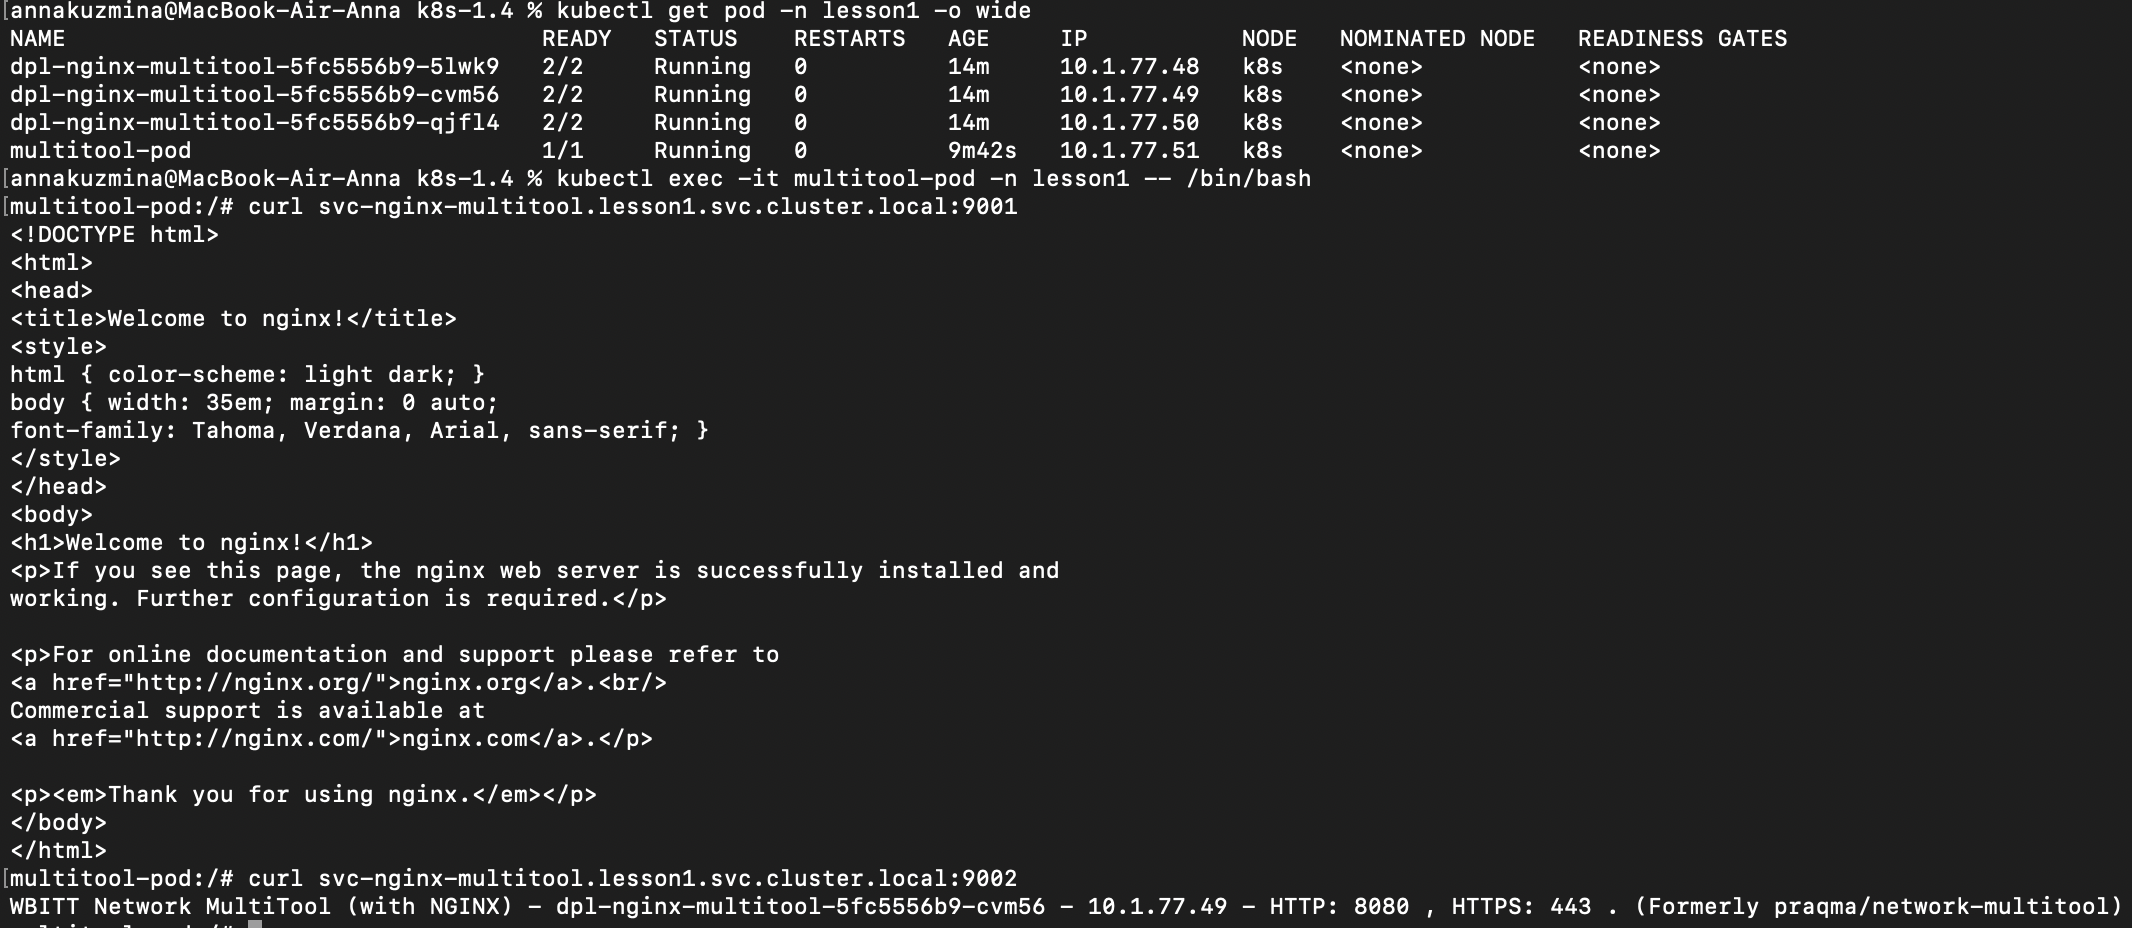 [annakuzmina@MacBook-Air-Anna k8s-1.4 % kubectl get pod -n lesson1 -o wide
NAME                                   READY   STATUS    RESTARTS   AGE     IP           NODE   NOMINATED NODE   READINESS GATES
dpl-nginx-multitool-5fc5556b9-5lwk9   2/2     Running   0          14m     10.1.77.48   k8s    <none>           <none>
dpl-nginx-multitool-5fc5556b9-cvm56   2/2     Running   0          14m     10.1.77.49   k8s    <none>           <none>
dpl-nginx-multitool-5fc5556b9-qjfl4   2/2     Running   0          14m     10.1.77.50   k8s    <none>           <none>
multitool-pod                         1/1     Running   0          9m42s   10.1.77.51   k8s    <none>           <none>
[annakuzmina@MacBook-Air-Anna k8s-1.4 % kubectl exec -it multitool-pod -n lesson1 -- /bin/bash
[multitool-pod:/# curl svc-nginx-multitool.lesson1.svc.cluster.local:9001
<!DOCTYPE html>
<html>
<head>
<title>Welcome to nginx!</title>
<style>
html { color-scheme: light dark; }
body { width: 35em; margin: 0 auto;
font-family: Tahoma, Verdana, Arial, sans-serif; }
</style>
</head>
<body>
<h1>Welcome to nginx!</h1>
<p>If you see this page, the nginx web server is successfully installed and
working. Further configuration is required.</p>

<p>For online documentation and support please refer to
<a href="http://nginx.org/">nginx.org</a>.<br/>
Commercial support is available at
<a href="http://nginx.com/">nginx.com</a>.</p>

<p><em>Thank you for using nginx.</em></p>
</body>
</html>
[multitool-pod:/# curl svc-nginx-multitool.lesson1.svc.cluster.local:9002
WBITT Network MultiTool (with NGINX) - dpl-nginx-multitool-5fc5556b9-cvm56 - 10.1.77.49 - HTTP: 8080 , HTTPS: 443 . (Formerly praqma/network-multitool)